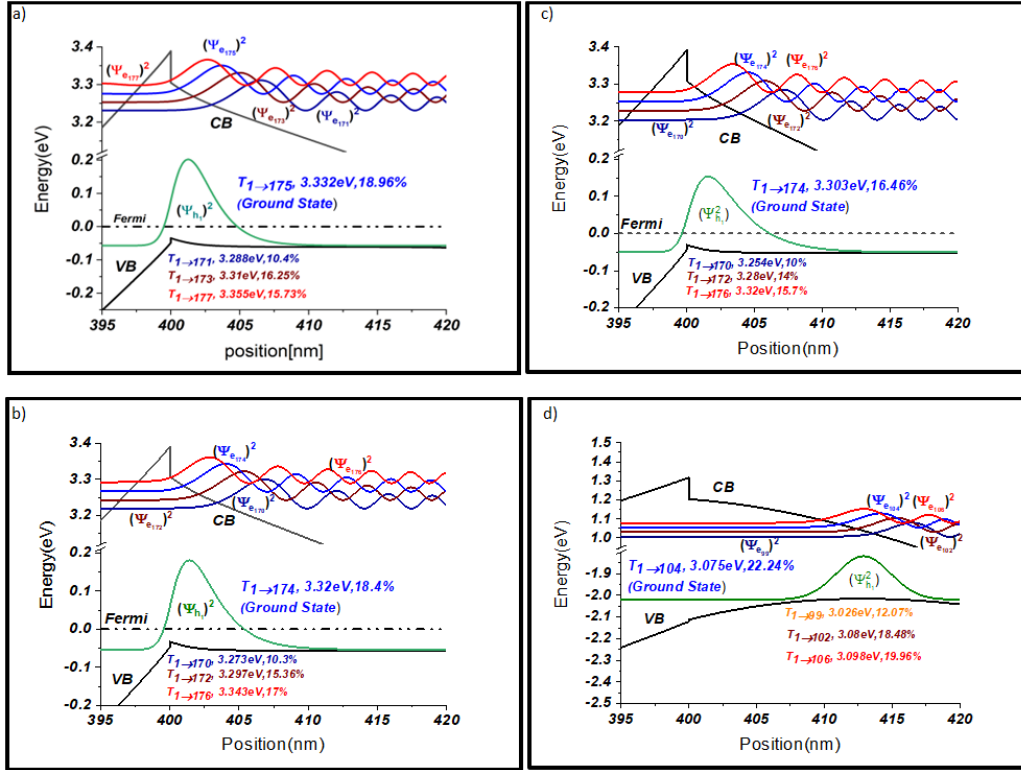 a)
3.4
3.3
3.2
0.2
0.1
0.0
-0.1
-0.2
Energy(eV)
(Ψe177)²
(Ψe175)²
(Ψe173)²
(Ψe171)²
CB
T1→175, 3.332eV,18.96%
(Ground State)
(Ψh1)²
Fermi
VB
T1→171, 3.288eV,10.4%
T1→173, 3.31eV,16.25%
T1→177, 3.355eV,15.73%
395 400 405 410 415 420
position[nm]
c)
3.4
3.3
3.2
0.2
0.1
0.0
-0.1
-0.2
Energy(eV)
(Ψe174)²
(Ψe176)²
(Ψe170)²
(Ψe172)²
CB
T1→174, 3.303eV,16.46%
(Ground State)
(Ψ²h1)
Fermi
VB
T1→170, 3.254eV,10%
T1→172, 3.28eV,14%
T1→176, 3.32eV,15.7%
395 400 405 410 415 420
Position(nm)
b)
3.4
3.3
3.2
0.2
0.1
0.0
-0.1
-0.2
Energy(eV)
(Ψe174)²
(Ψe176)²
(Ψe170)²
(Ψe172)²
CB
T1→174, 3.32eV,18.4%
(Ground State)
(Ψh1)²
Fermi
VB
T1→170, 3.273eV,10.3%
T1→172, 3.297eV,15.36%
T1→176, 3.343eV,17%
395 400 405 410 415 420
Position(nm)
d)
1.5
1.4
1.3
1.2
1.1
1.0
-1.9
-2.0
-2.1
-2.2
-2.3
-2.5
Energy(eV)
CB
(Ψe104)²
(Ψe106)²
(Ψe99)²
(Ψe102)²
T1→104, 3.075eV,22.24%
(Ground State)
(Ψ²h1)
VB
T1→99, 3.026eV,12.07%
T1→102, 3.08eV,18.48%
T1→106, 3.098eV,19.96%
395 400 405 410 415 420
Position(nm)